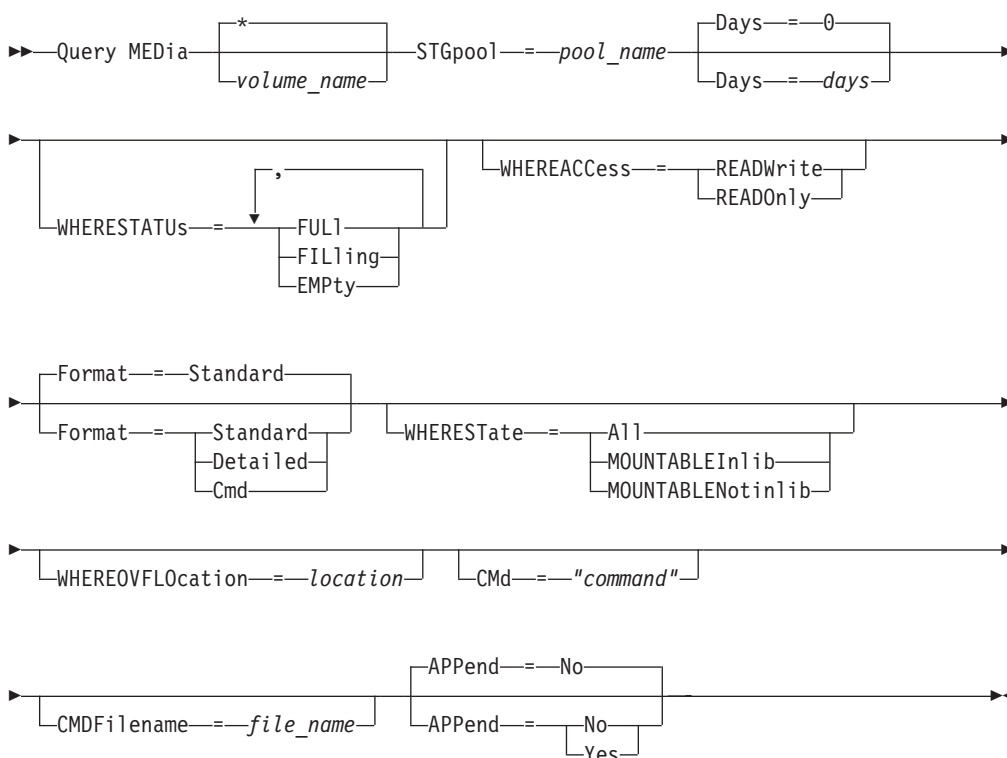 *
Days = 0
Query MEDia STGpool = pool_name
volume_name Days = days
,
WHEREACCess = READWrite
READOnly
WHERESTATUs = FULl
FILling
EMPty
Format = Standard
Format = Standard WHERESTate = All
Detailed MOUNTABLEInlib
Cmd MOUNTABLENotinlib
WHEREOVFLOcation = location CMd = "command"
APPend = No
CMDFilename = file_name APPend = No
Yes